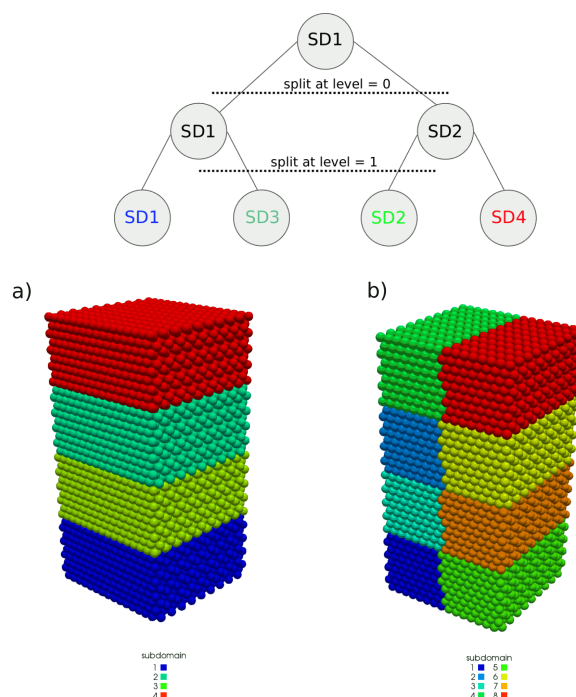 SD1
split at level = 0
SD1 SD2
split at level = 1
SD1 SD3 SD2 SD4
a) b)
subdomain
1
2
3
4
subdomain
1 5
2 6
3 7
4 8